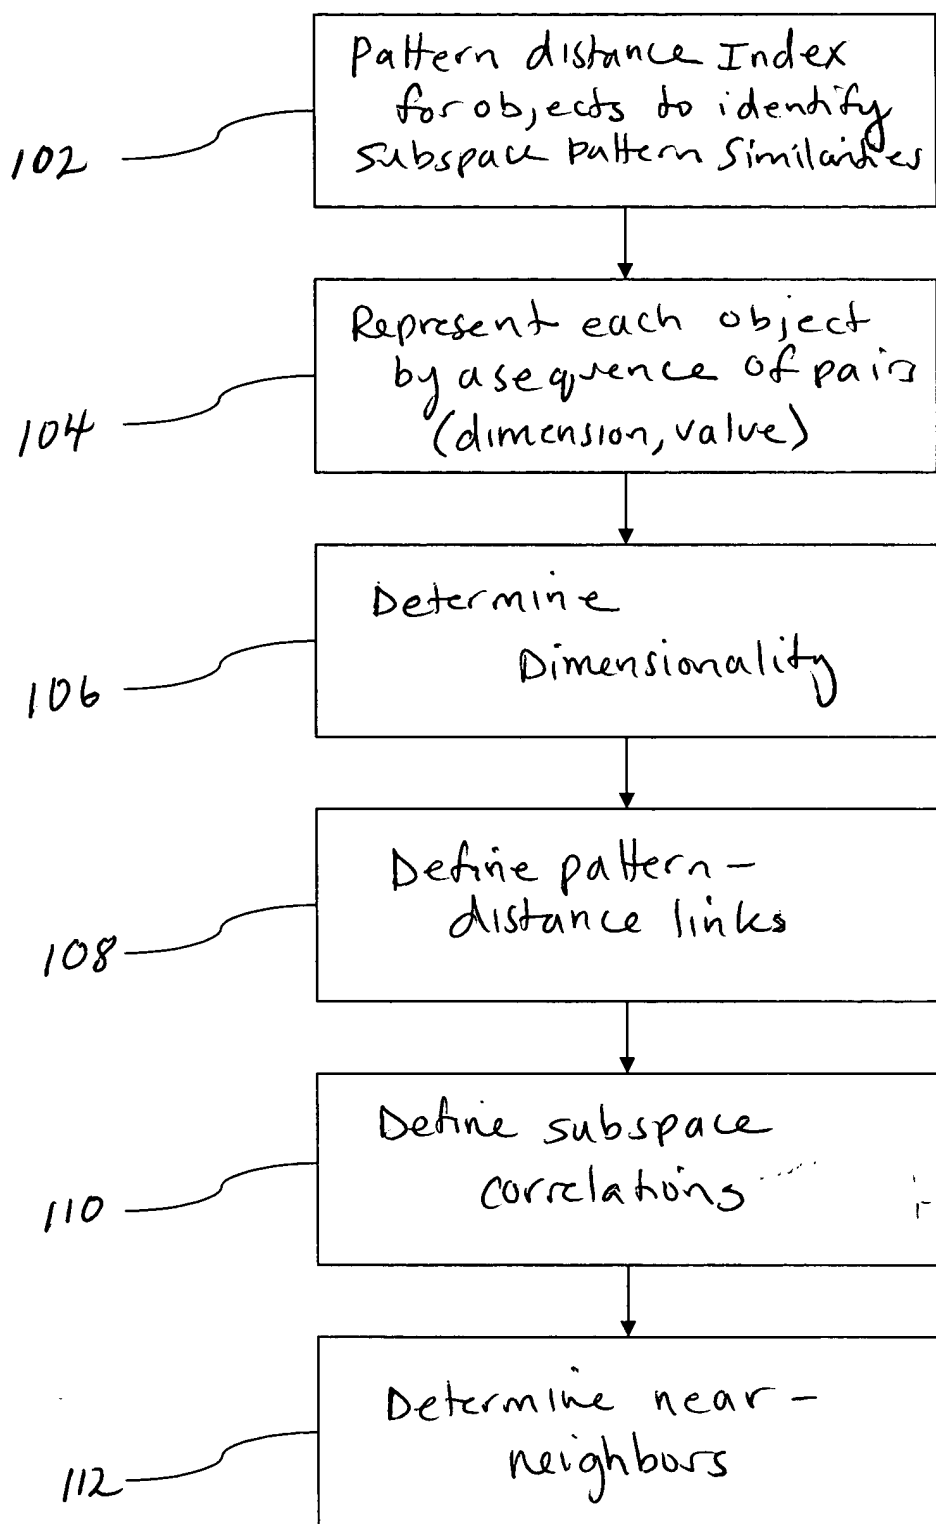 Pattern distance Index
for objects to identify
102
Subspace Pattern Similarities
Represent each object
by a sequence of pairs
104
(dimension, value)
Determine
Dimensionality
106
Define pattern-
distance links
108
Define subspace
correlations
110
Determine near-
neighbors
112